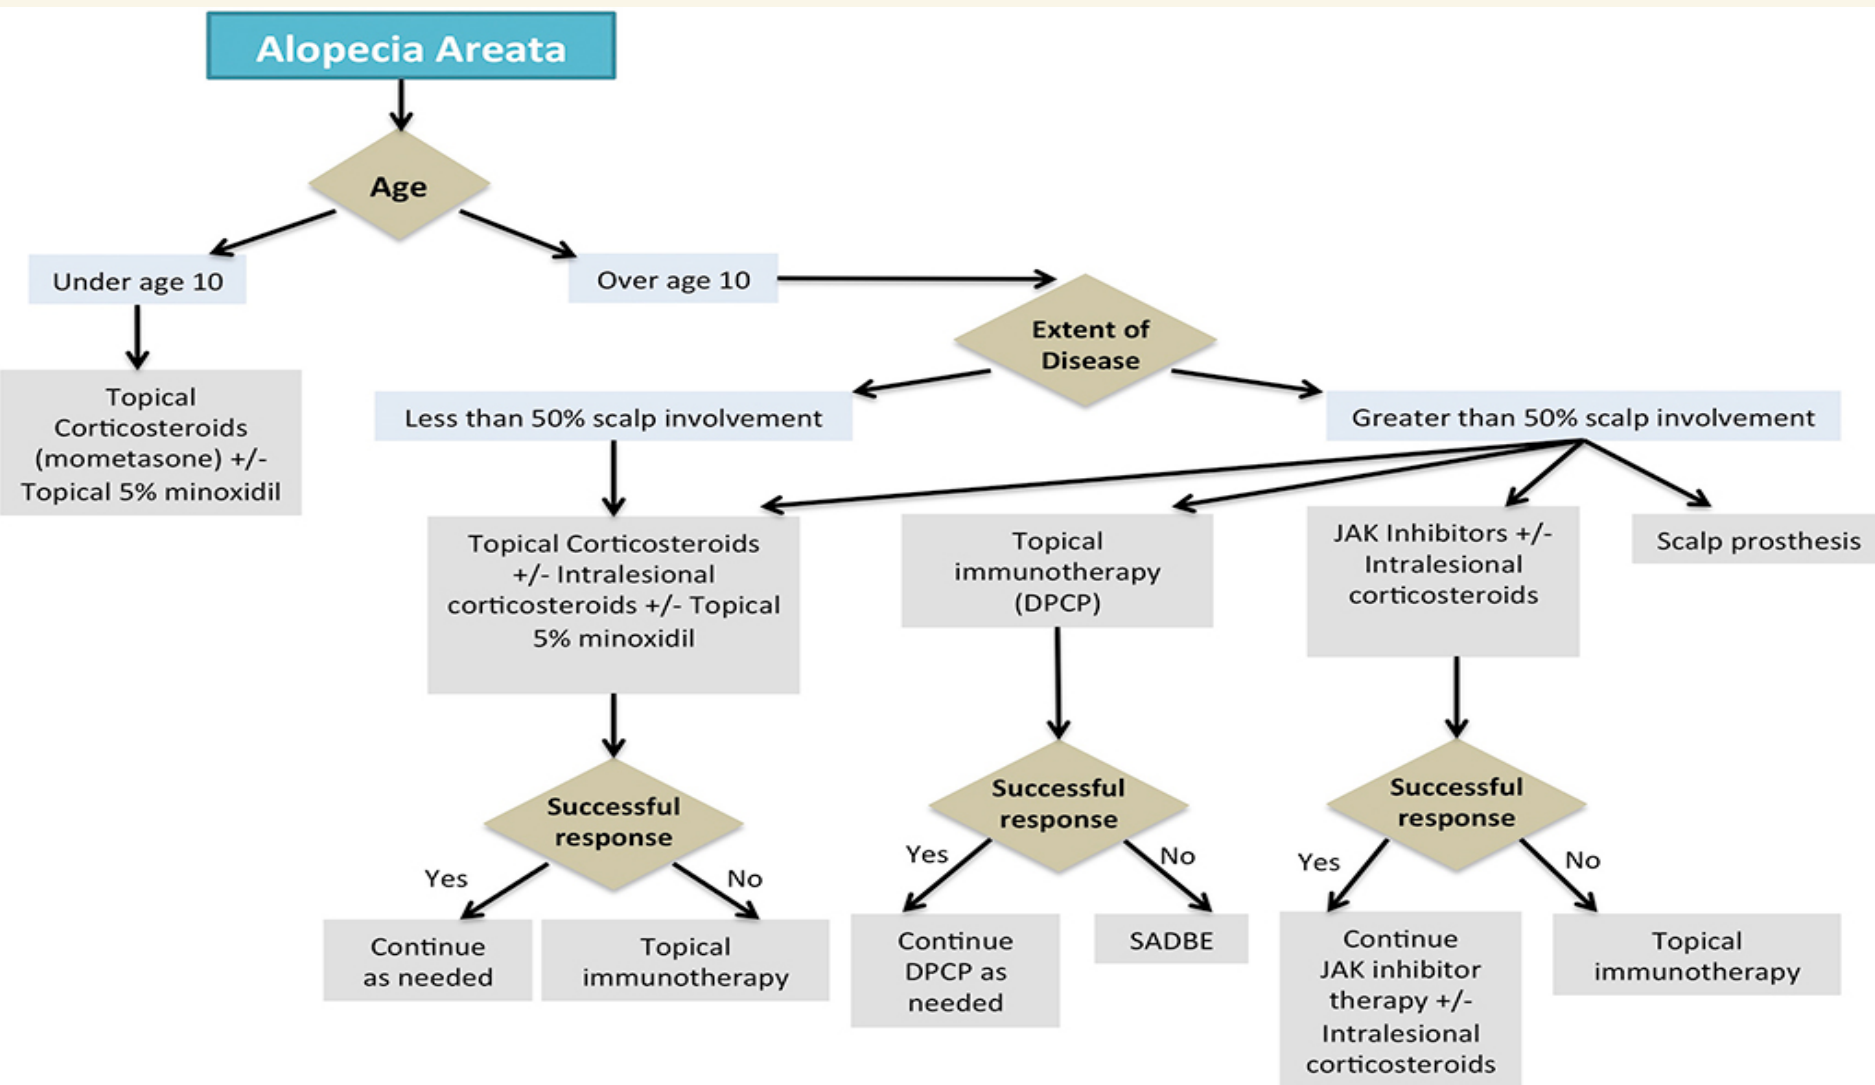 Alopecia Areata
Age
Under age 10
Over age 10
Topical
Corticosteroids
(mometasone) +/-
Topical 5% minoxidil
Extent of
Disease
Less than 50% scalp involvement
Greater than 50% scalp involvement
Topical Corticosteroids
+/- Intralesional
corticosteroids +/- Topical
5% minoxidil
Topical
immunotherapy
(DPCP)
JAK Inhibitors +/-
Intralesional
corticosteroids
Scalp prosthesis
Successful
response
Yes
No
Continue
as needed
Topical
immunotherapy
Successful
response
Yes
No
Continue
DPCP as
needed
SADBE
Successful
response
Yes
No
Continue
JAK inhibitor
therapy +/-
Intralesional
corticosteroids
Topical
immunotherapy